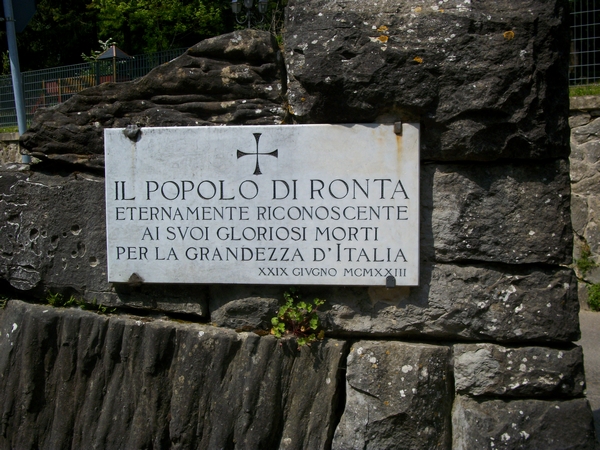 IL POPOLO DI RONTA
ETERNAMENTE RICONOSCENTE
AI SVOI GLORIOSI MORTI
PER LA GRANDEZZA D'ITALIA
XXIX GIVGNO MCMXXIII